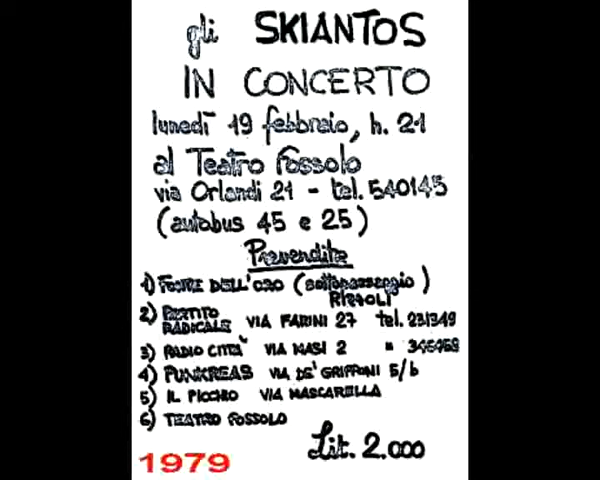 gli SKIANTOS
IN CONCERTO
lunedì 19 febbraio, h. 21
al Teatro Fossolo
via Orlandi 21 - tel. 540145
(autobus 45 e 25)
Prevendite
1) FONTE DELL'ORO (sottopassaggio)
RIZZOLI
2) PARTITO
RADICALE VIA FARINI 27 tel. 231349
3) RADIO CITTÀ VIA MASI 2 "
4) PUNKREAS VIA DE' GRIFFONI 5/b
5) IL PICCHIO VIA MASCARELLA
6) TEATRO FOSSOLO
Lit. 2.000
1979